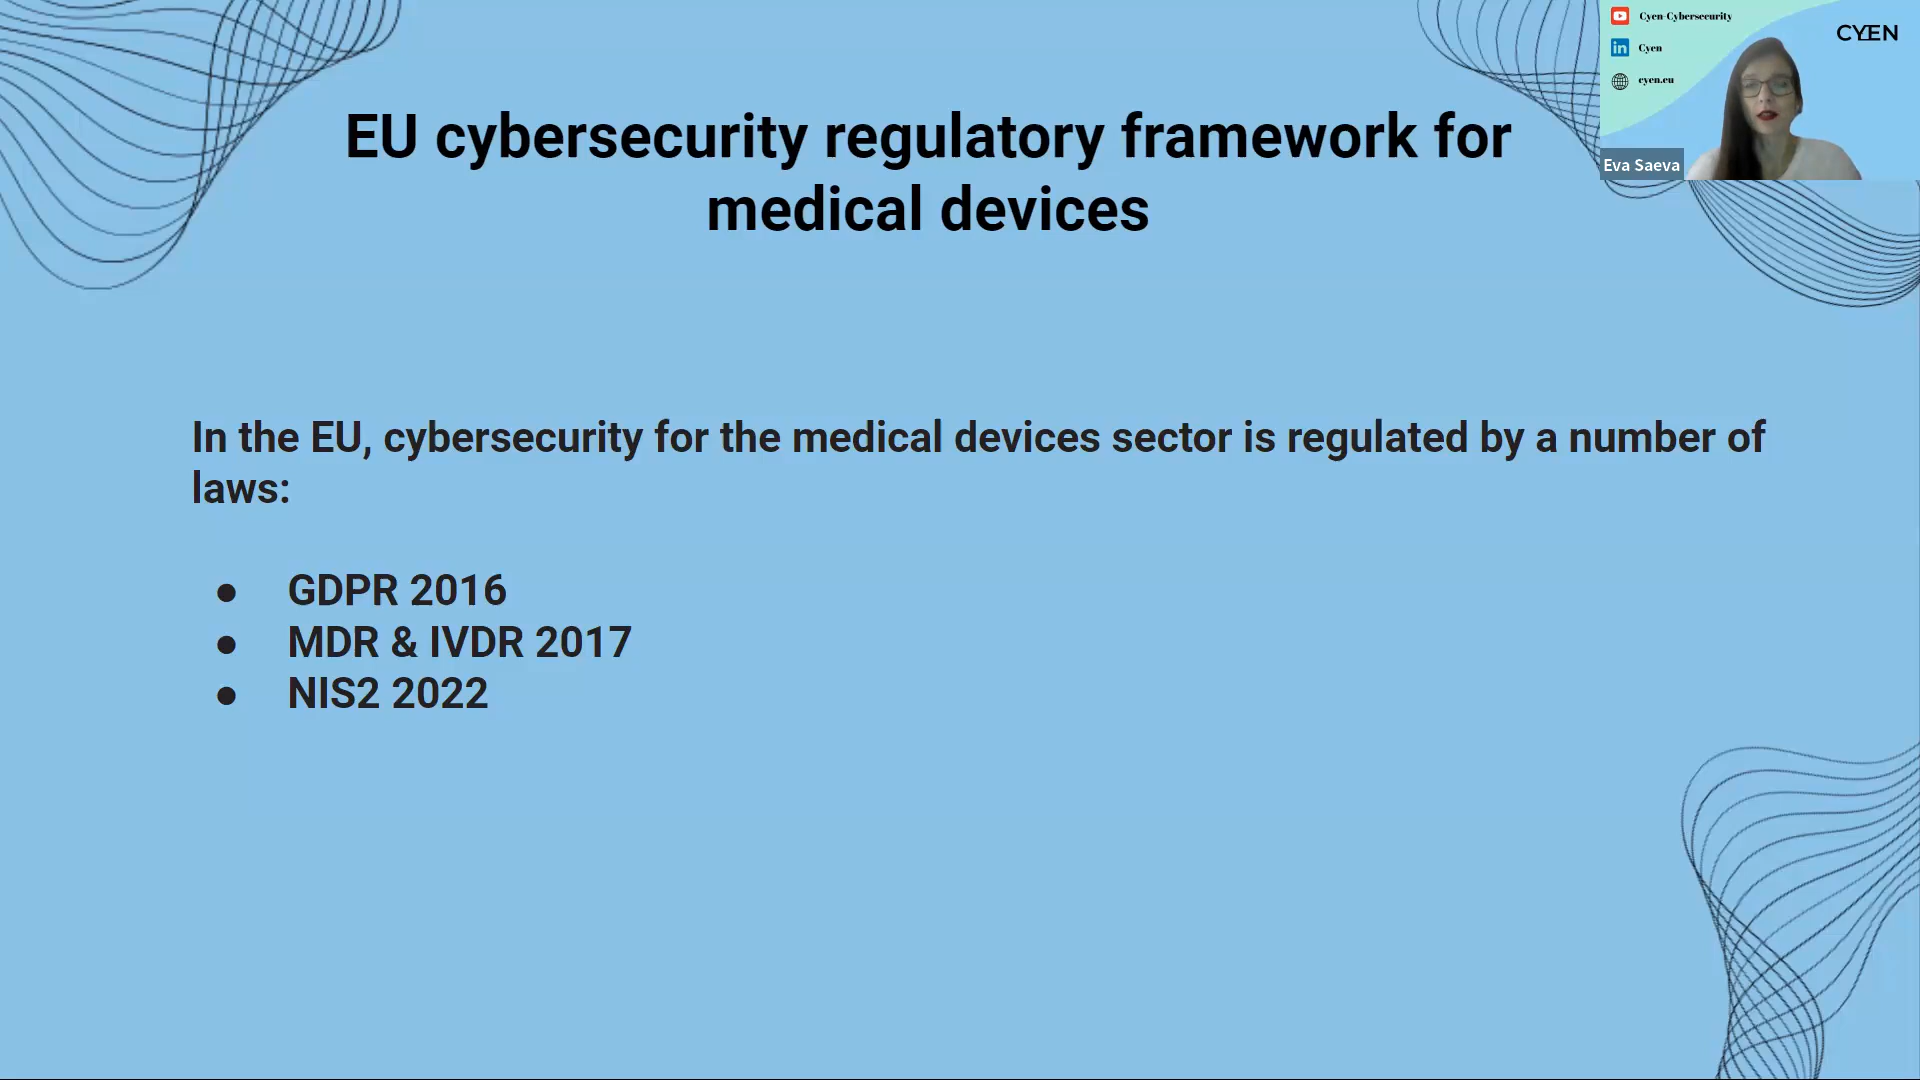 EU cybersecurity regulatory framework for
medical devices
In the EU, cybersecurity for the medical devices sector is regulated by a number of
laws:
● GDPR 2016
● MDR & IVDR 2017
● NIS2 2022
Cyen-Cybersecurity
Cyen
cyen.eu
CYEN
Eva Saeva